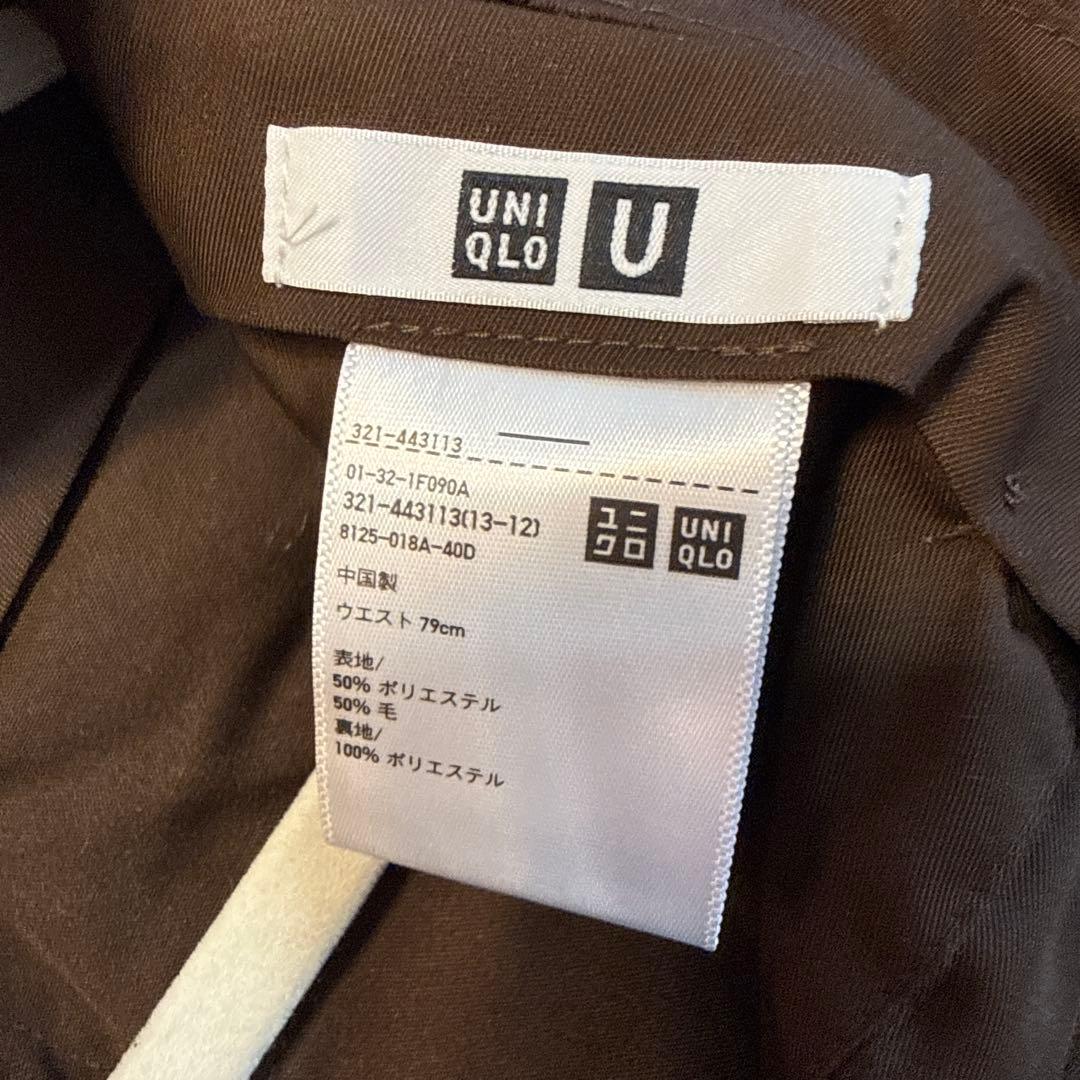 UNI
QLO
U
321-443113
01-32-1F090A
321-443113(13-12)
8125-018A-40D
ユニ
クロ
UNI
QLO
中国製
ウエスト 79cm
表地/
50% ポリエステル
50% 毛
裏地/
100% ポリエステル